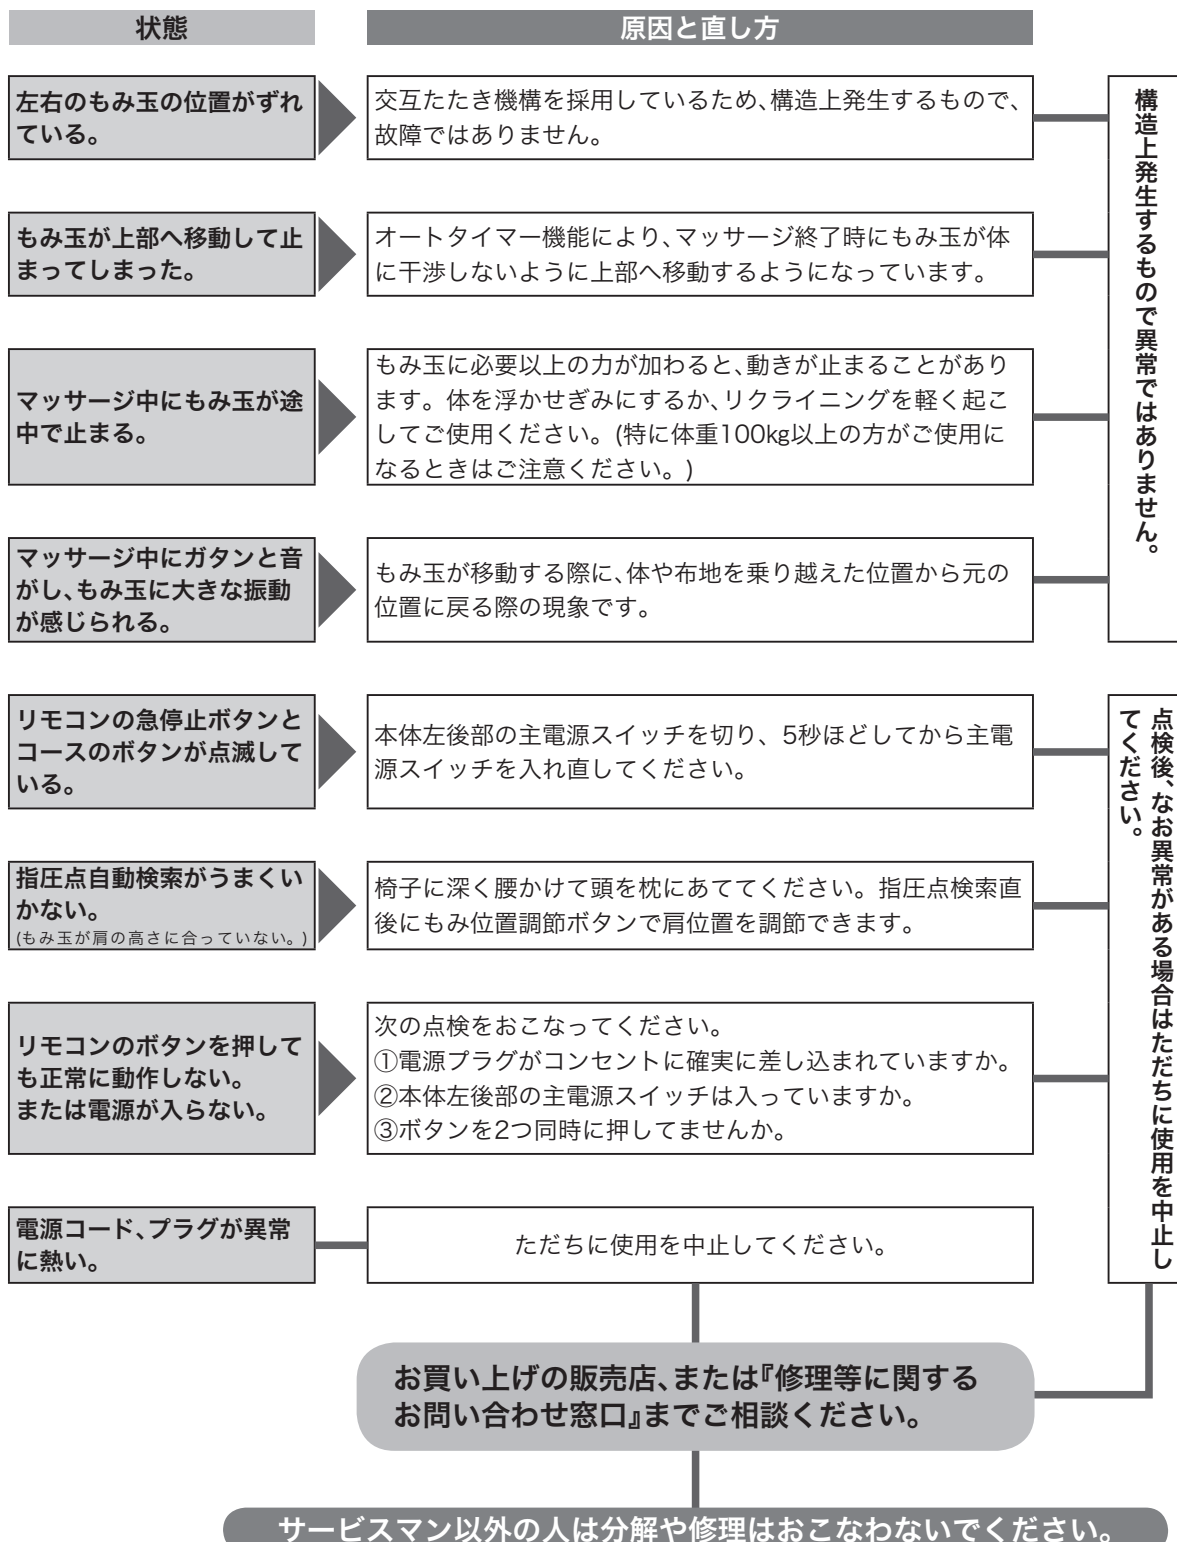 状態
原因と直し方
左右のもみ玉の位置がずれ
ている。
交互たたき機構を採用しているため、構造上発生するもので、
故障ではありません。
もみ玉が上部へ移動して止
まってしまった。
オートタイマー機能により、マッサージ終了時にもみ玉が体
に干渉しないように上部へ移動するようになっています。
マッサージ中にもみ玉が途
中で止まる。
もみ玉に必要以上の力が加わると、動きが止まることがあり
ます。体を浮かせぎみにするか、リクライニングを軽く起こ
してご使用ください。(特に体重100kg以上の方がご使用に
なるときはご注意ください。)
マッサージ中にガタンと音
がし、もみ玉に大きな振動
が感じられる。
もみ玉が移動する際に、体や布地を乗り越えた位置から元の
位置に戻る際の現象です。
構造上発生するもので異常ではありません。
リモコンの急停止ボタンと
コースのボタンが点滅して
いる。
本体左後部の主電源スイッチを切り、5秒ほどしてから主電
源スイッチを入れ直してください。
指圧点自動検索がうまくい
かない。
(もみ玉が肩の高さに合っていない。)
椅子に深く腰かけて頭を枕にあててください。指圧点検索直
後にもみ位置調節ボタンで肩位置を調節できます。
リモコンのボタンを押して
も正常に動作しない。
または電源が入らない。
次の点検をおこなってください。
①電源プラグがコンセントに確実に差し込まれていますか。
②本体左後部の主電源スイッチは入っていますか。
③ボタンを2つ同時に押してませんか。
電源コード、プラグが異常
に熱い。
ただちに使用を中止してください。
点検後、なお異常がある場合はただちに使用を中止し
てください。
お買い上げの販売店、または『修理等に関する
お問い合わせ窓口』までご相談ください。
サービスマン以外の人は分解や修理はおこなわないでください。